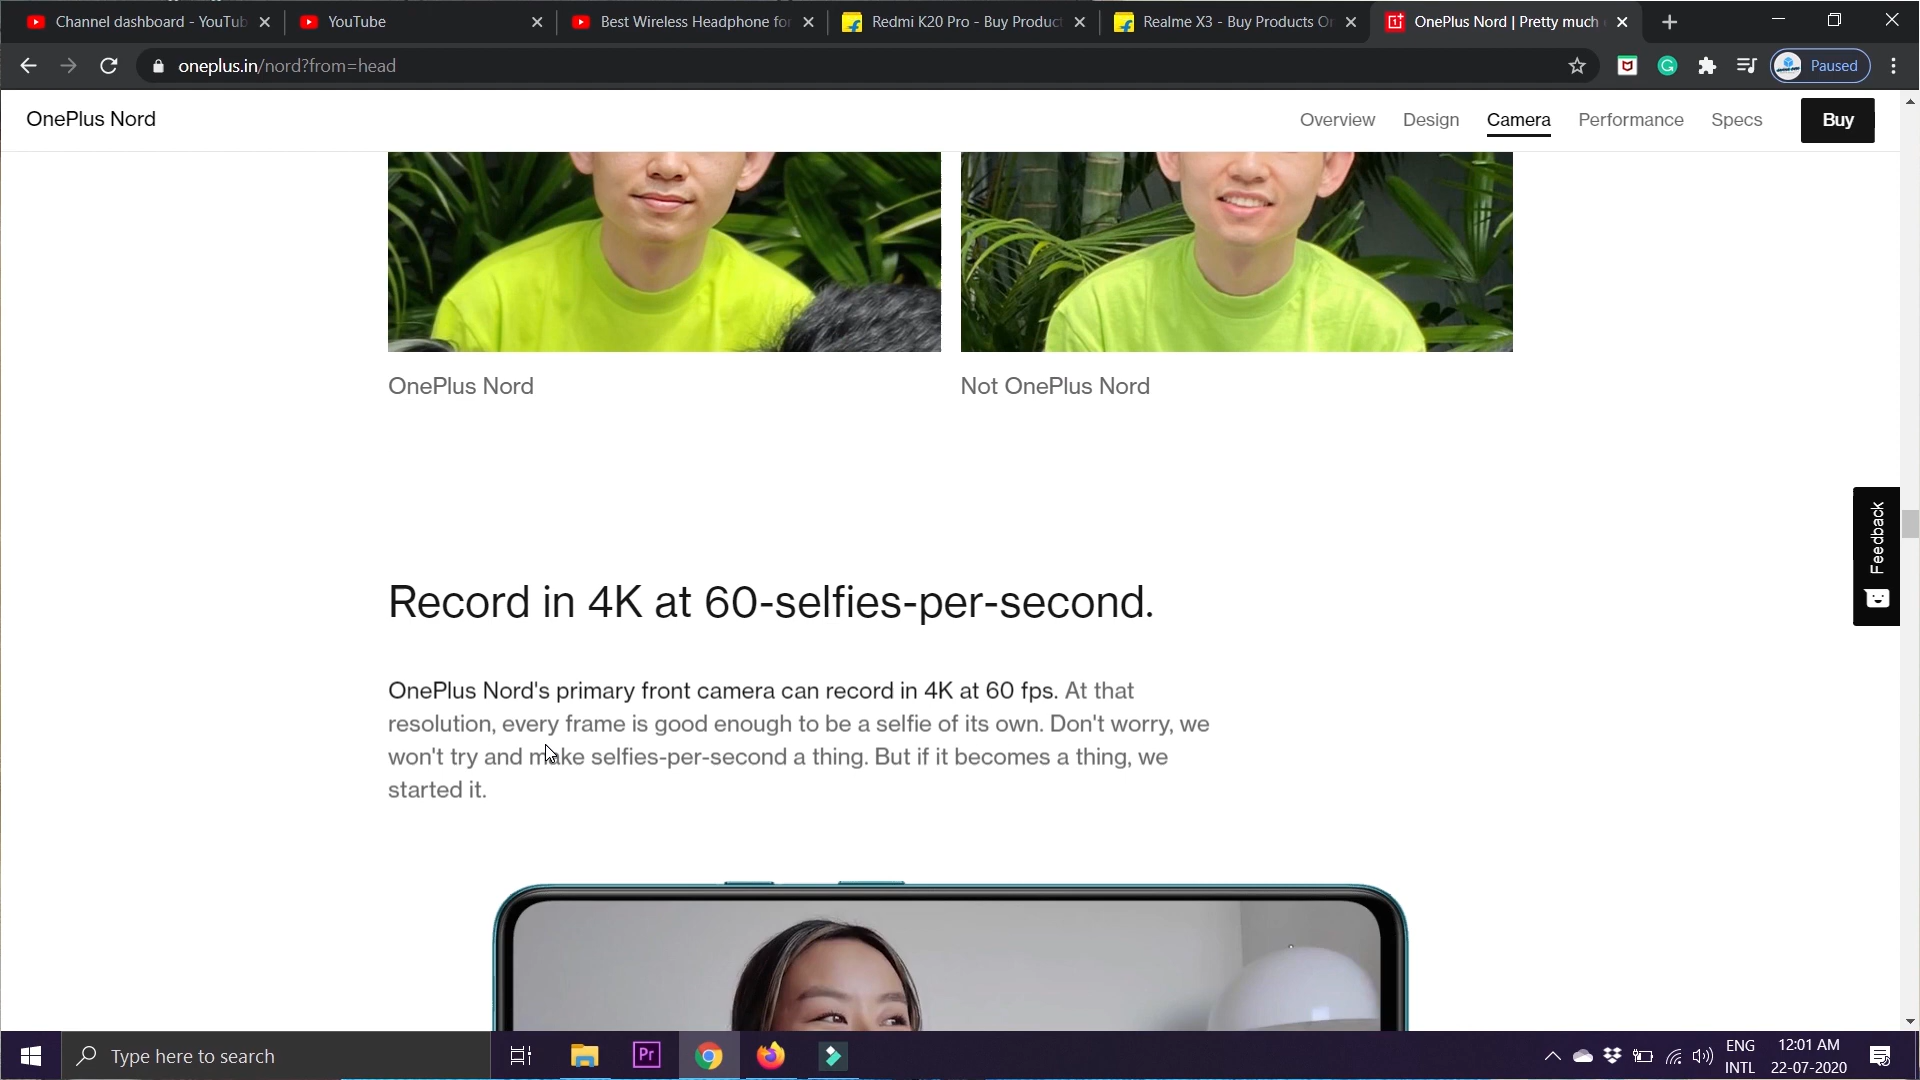 Channel dashboard - YouTub
YouTube
Best Wireless Headphone for
Redmi K20 Pro - Buy Product
Realme X3 - Buy Products On
OnePlus Nord | Pretty much
oneplus.in/nord?from=head
Paused
OnePlus Nord
Overview
Design
Camera
Performance
Specs
Buy
OnePlus Nord
Not OnePlus Nord
Feedback
Record in 4K at 60-selfies-per-second.
OnePlus Nord's primary front camera can record in 4K at 60 fps. At that
resolution, every frame is good enough to be a selfie of its own. Don't worry, we
won't try and make selfies-per-second a thing. But if it becomes a thing, we
started it.
Type here to search
Pr
ENG
INTL
12:01 AM
22-07-2020